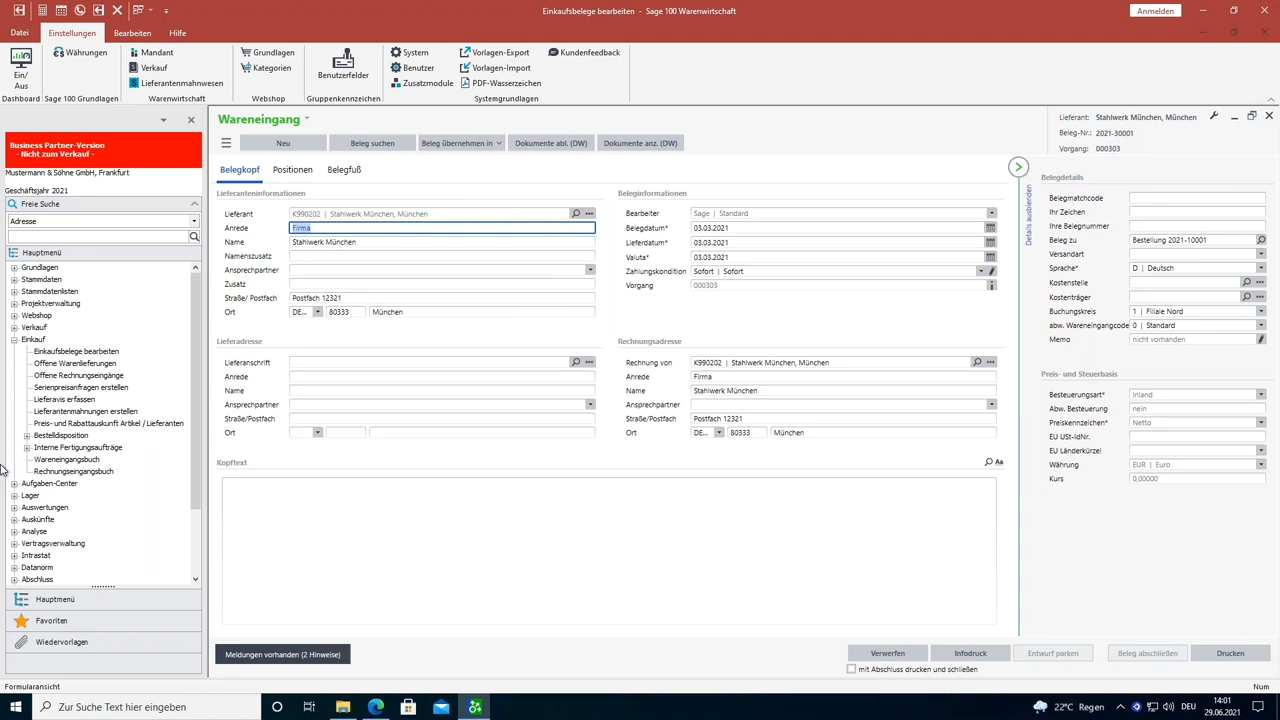 Einkaufsbelege bearbeiten - Sage 100 Warenwirtschaft
Anmelden
Datei
Einstellungen
Bearbeiten
Hilfe
Ein/
Aus
Währungen
Mandant
Verkauf
Lieferantenmahnwesen
Grundlagen
Kategorien
Benutzerfelder
System
Benutzer
Zusatzmodule
Vorlagen-Export
Vorlagen-Import
PDF-Wasserzeichen
Kundenfeedback
Dashboard
Sage 100 Grundlagen
Warenwirtschaft
Webshop
Gruppenkennzeichen
Systemgrundlagen
Business Partner-Version
- Nicht zum Verkauf -
Mustermann & Söhne GmbH, Frankfurt
Geschäftsjahr 2021
Freie Suche
Adresse
Hauptmenü
Grundlagen
Stammdaten
Stammdatenlisten
Projektverwaltung
Webshop
Verkauf
Einkauf
Einkaufsbelege bearbeiten
Offene Warenlieferungen
Offene Rechnungseingänge
Serienpreisanfragen erstellen
Lieferavis erfassen
Lieferantenmahnungen erstellen
Preis- und Rabattauskunft Artikel / Lieferanten
Bestelldisposition
Interne Fertigungsaufträge
Wareneingangsbuch
Rechnungseingangsbuch
Aufgaben-Center
Lager
Auswertungen
Auskünfte
Analyse
Vertragsverwaltung
Intrastat
Datanorm
Abschluss
Hauptmenü
Favoriten
Wiedervorlagen
Wareneingang
Neu
Beleg suchen
Beleg übernehmen in
Dokumente abl. (DW)
Dokumente anz. (DW)
Belegkopf
Positionen
Belegfuß
Lieferanteninformationen
Lieferant K990202 | Stahlwerk München, München
Anrede Firma
Name Stahlwerk München
Namenszusatz
Ansprechpartner
Zusatz
Straße/ Postfach Postfach 12321
Ort DE... 80333 München
Lieferadresse
Lieferanschrift
Anrede
Name
Ansprechpartner
Straße/Postfach
Ort
Kopftext
Aa
Beleginformationen
Bearbeiter Sage | Standard
Belegdatum* 03.03.2021
Lieferdatum* 03.03.2021
Valuta* 03.03.2021
Zahlungskondition Sofort | Sofort
Vorgang 000303
Rechnungsadresse
Rechnung von K990202 | Stahlwerk München, München
Anrede Firma
Name Stahlwerk München
Ansprechpartner
Straße/Postfach Postfach 12321
Ort DE... 80333 München
Lieferant: Stahlwerk München, München
Beleg-Nr.: 2021-30001
Vorgang: 000303
Details ausblenden
Belegdetails
Belegmatchcode
Ihr Zeichen
Ihre Belegnummer
Beleg zu Bestellung 2021-10001
Versandart
Sprache* D | Deutsch
Kostenstelle
Kostenträger
Buchungskreis 1 | Filiale Nord
abw. Wareneingangcode 0 | Standard
Memo nicht vorhanden
Preis- und Steuerbasis
Besteuerungsart* Inland
Abw. Besteuerung nein
Preiskennzeichen* Netto
EU USt-IdNr.
EU Länderkürzel
Währung EUR | Euro
Kurs 0,00000
Meldungen vorhanden (2 Hinweise)
Verwerfen
Infodruck
Entwurf parken
Beleg abschließen
Drucken
mit Abschluss drucken und schließen
Formularansicht
Num
Zur Suche Text hier eingeben
22°C Regen
DEU
14:01
29.06.2021